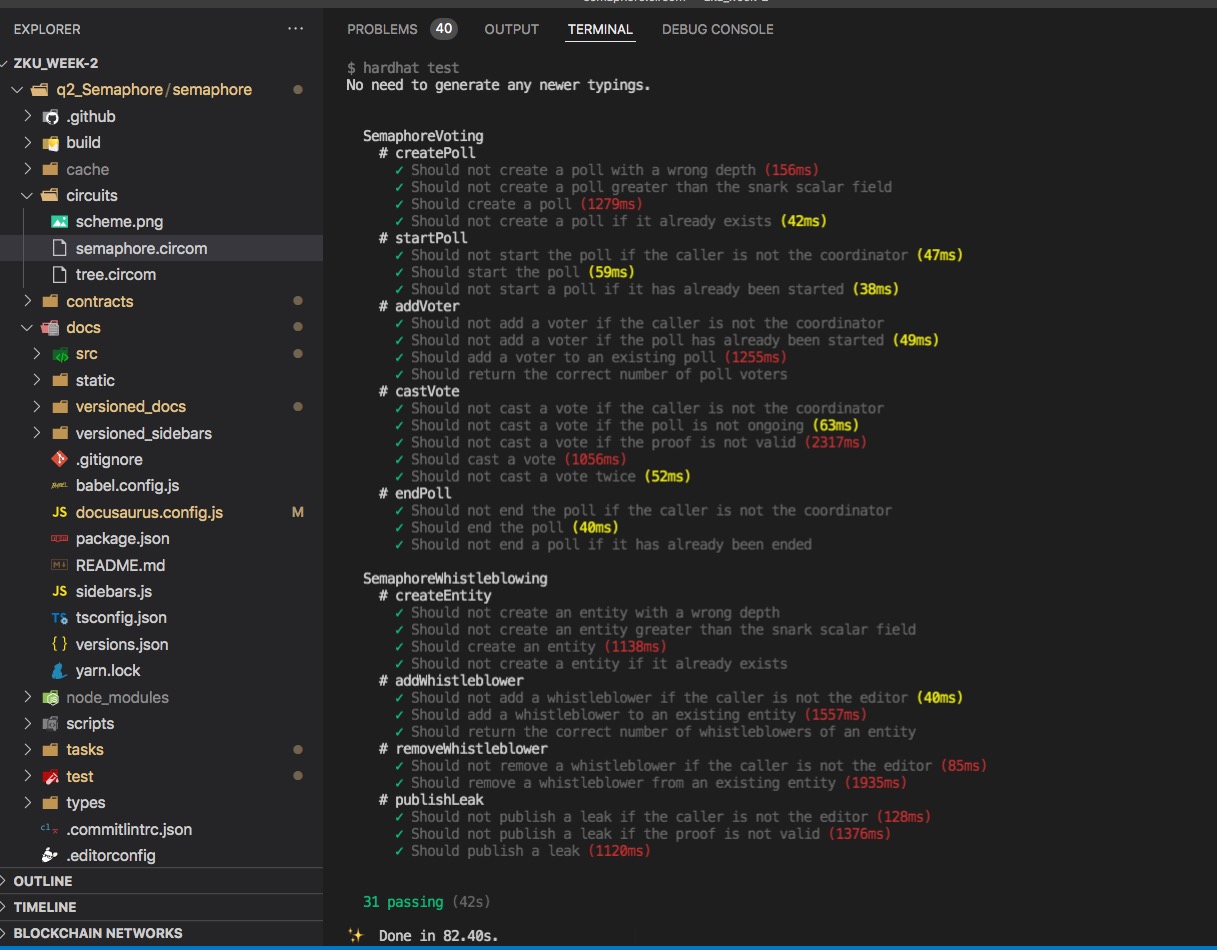 EXPLORER
ZKU_WEEK-2
q2_Semaphore/semaphore
.github
build
cache
circuits
scheme.png
semaphore.circom
tree.circom
contracts
docs
src
static
versioned_docs
versioned_sidebars
.gitignore
babel.config.js
JS docusaurus.config.js M
package.json
README.md
JS sidebars.js
TS tsconfig.json
{ } versions.json
yarn.lock
node_modules
scripts
tasks
test
types
.commitlintrc.json
.editorconfig
OUTLINE
TIMELINE
BLOCKCHAIN NETWORKS
PROBLEMS 40 OUTPUT TERMINAL DEBUG CONSOLE
$ hardhat test
No need to generate any newer typings.
SemaphoreVoting
# createPoll
✓ Should not create a poll with a wrong depth (156ms)
✓ Should not create a poll greater than the snark scalar field
✓ Should create a poll (1279ms)
✓ Should not create a poll if it already exists (42ms)
# startPoll
✓ Should not start the poll if the caller is not the coordinator (47ms)
✓ Should start the poll (59ms)
✓ Should not start a poll if it has already been started (38ms)
# addVoter
✓ Should not add a voter if the caller is not the coordinator
✓ Should not add a voter if the poll has already been started (49ms)
✓ Should add a voter to an existing poll (1255ms)
✓ Should return the correct number of poll voters
# castVote
✓ Should not cast a vote if the caller is not the coordinator
✓ Should not cast a vote if the poll is not ongoing (63ms)
✓ Should not cast a vote if the proof is not valid (2317ms)
✓ Should cast a vote (1056ms)
✓ Should not cast a vote twice (52ms)
# endPoll
✓ Should not end the poll if the caller is not the coordinator
✓ Should end the poll (40ms)
✓ Should not end a poll if it has already been ended
SemaphoreWhistleblowing
# createEntity
✓ Should not create an entity with a wrong depth
✓ Should not create an entity greater than the snark scalar field
✓ Should create an entity (1138ms)
✓ Should not create a entity if it already exists
# addWhistleblower
✓ Should not add a whistleblower if the caller is not the editor (40ms)
✓ Should add a whistleblower to an existing entity (1557ms)
✓ Should return the correct number of whistleblowers of an entity
# removeWhistleblower
✓ Should not remove a whistleblower if the caller is not the editor (85ms)
✓ Should remove a whistleblower from an existing entity (1935ms)
# publishLeak
✓ Should not publish a leak if the caller is not the editor (128ms)
✓ Should not publish a leak if the proof is not valid (1376ms)
✓ Should publish a leak (1120ms)
31 passing (42s)
✨ Done in 82.40s.